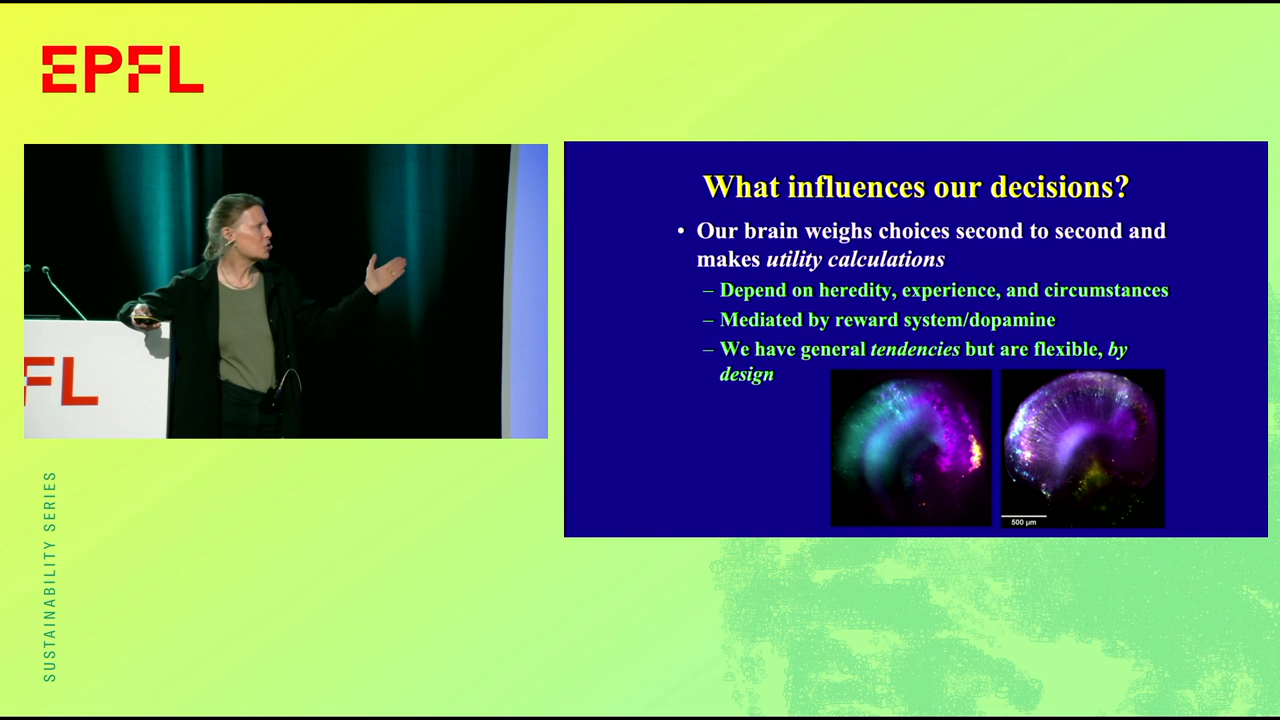 EPFL
FL
SUSTAINABILITY SERIES
What influences our decisions?
• Our brain weighs choices second to second and
makes utility calculations
– Depend on heredity, experience, and circumstances
– Mediated by reward system/dopamine
– We have general tendencies but are flexible, by
design
500 µm